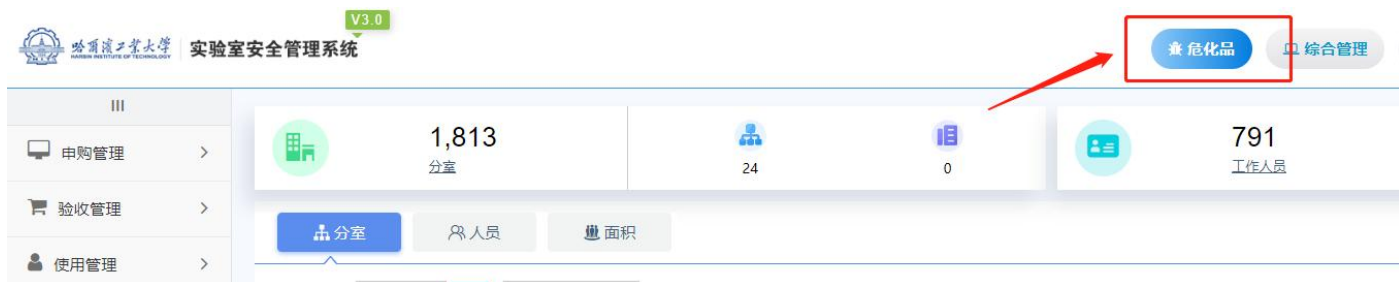 V3.0
哈爾濱工業大學 实验室安全管理系统
HARBIN INSTITUTE OF TECHNOLOGY
危化品
综合管理
申购管理
验收管理
使用管理
1,813
分室
24
0
791
工作人员
分室
人员
面积